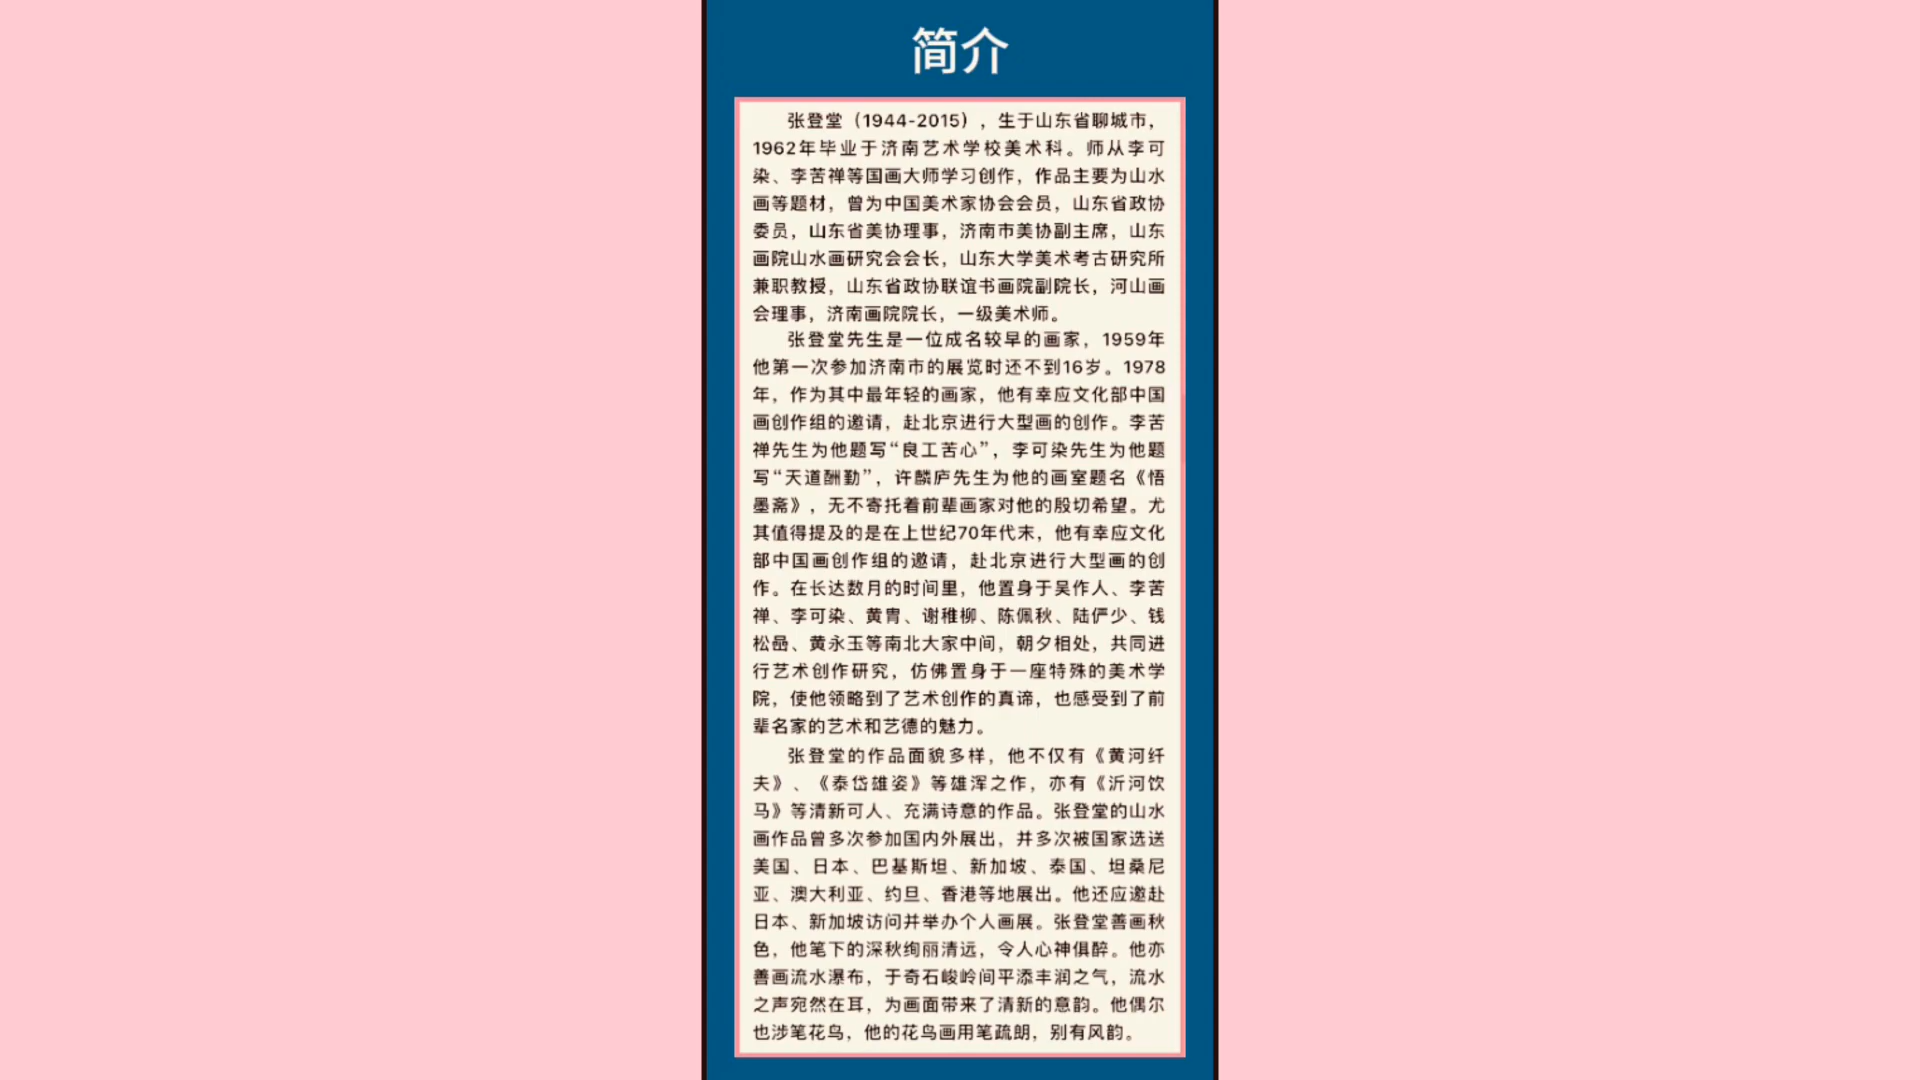 简介
张登堂（1944-2015），生于山东省聊城市，
1962年毕业于济南艺术学校美术科。师从李可
染、李苦禅等国画大师学习创作，作品主要为山水
画等题材，曾为中国美术家协会会员，山东省政协
委员，山东省美协理事，济南市美协副主席，山东
画院山水画研究会会长，山东大学美术考古研究所
兼职教授，山东省政协联谊书画院副院长，河山画
会理事，济南画院院长，一级美术师。
张登堂先生是一位成名较早的画家，1959年
他第一次参加济南市的展览时还不到16岁。1978
年，作为其中最年轻的画家，他有幸应文化部中国
画创作组的邀请，赴北京进行大型画的创作。李苦
禅先生为他题写“良工苦心”，李可染先生为他题
写“天道酬勤”，许麟庐先生为他的画室题名《悟
墨斋》，无不寄托着前辈画家对他的殷切希望。尤
其值得提及的是在上世纪70年代末，他有幸应文化
部中国画创作组的邀请，赴北京进行大型画的创
作。在长达数月的时间里，他置身于吴作人、李苦
禅、李可染、黄胄、谢稚柳、陈佩秋、陆俨少、钱
松喦、黄永玉等南北大家中间，朝夕相处，共同进
行艺术创作研究，仿佛置身于一座特殊的美术学
院，使他领略到了艺术创作的真谛，也感受到了前
辈名家的艺术和艺德的魅力。
张登堂的作品面貌多样，他不仅有《黄河纤
夫》、《泰岱雄姿》等雄浑之作，亦有《沂河饮
马》等清新可人、充满诗意的作品。张登堂的山水
画作品曾多次参加国内外展出，并多次被国家选送
美国、日本、巴基斯坦、新加坡、泰国、坦桑尼
亚、澳大利亚、约旦、香港等地展出。他还应邀赴
日本、新加坡访问并举办个人画展。张登堂善画秋
色，他笔下的深秋绚丽清远，令人心神俱醉。他亦
善画流水瀑布，于奇石峻岭间平添丰润之气，流水
之声宛然在耳，为画面带来了清新的意韵。他偶尔
也涉笔花鸟，他的花鸟画用笔疏朗，别有风韵。